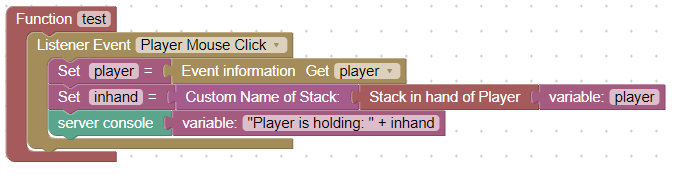 Function test
Listener Event Player Mouse Click
Set player = Event information Get player
Set inhand = Custom Name of Stack: Stack in hand of Player variable: player
server console variable: "Player is holding: " + inhand